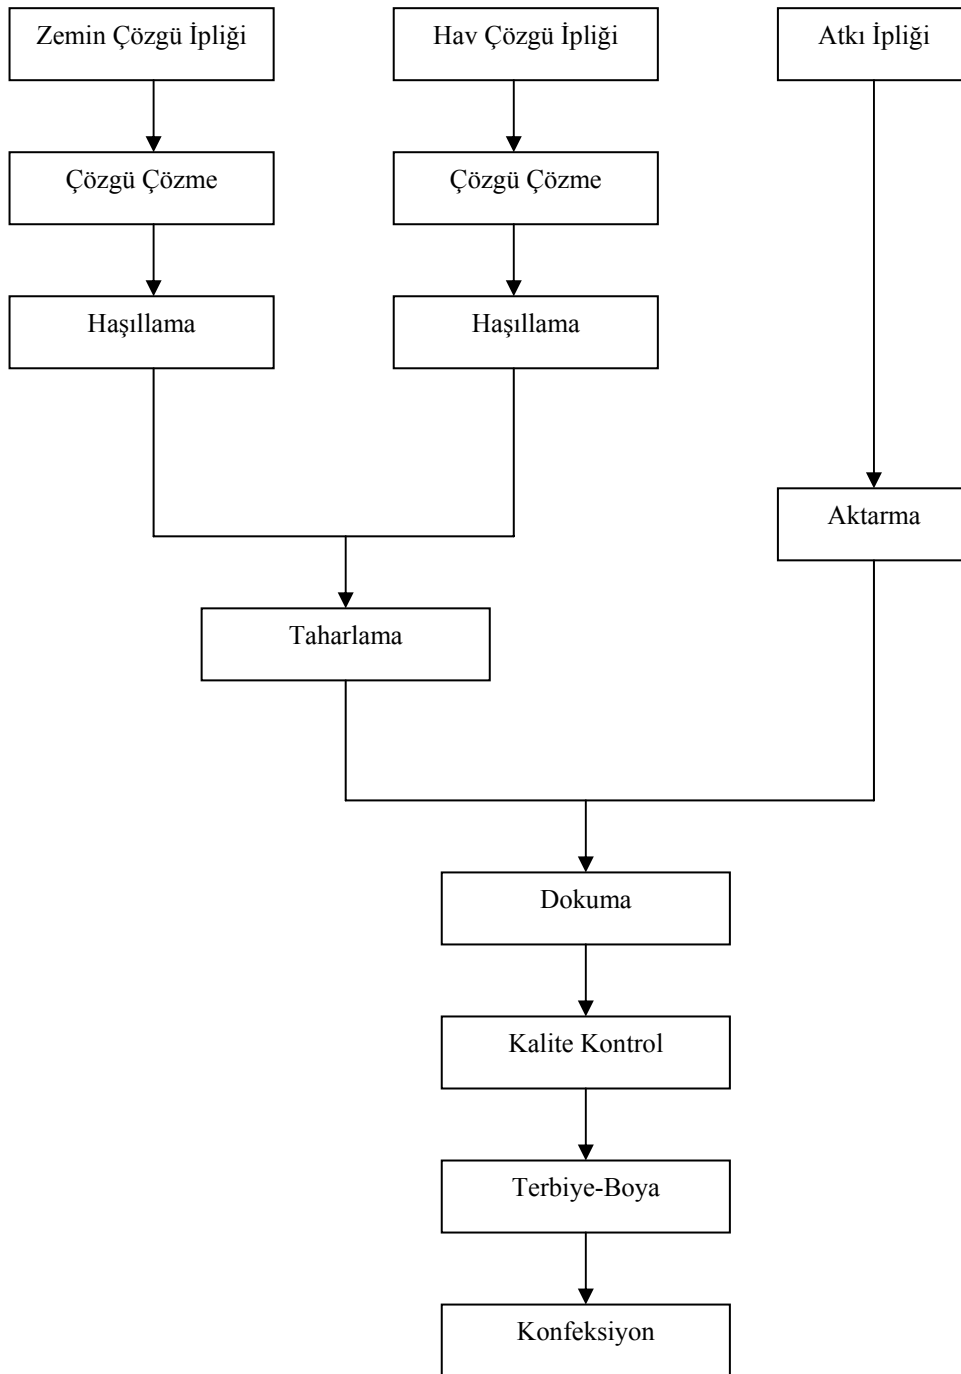 Zemin Çözgü İpliği
Hav Çözgü İpliği
Atkı İpliği
Çözgü Çözme
Çözgü Çözme
Haşıllama
Haşıllama
Aktarma
Taharlama
Dokuma
Kalite Kontrol
Terbiye-Boya
Konfeksiyon